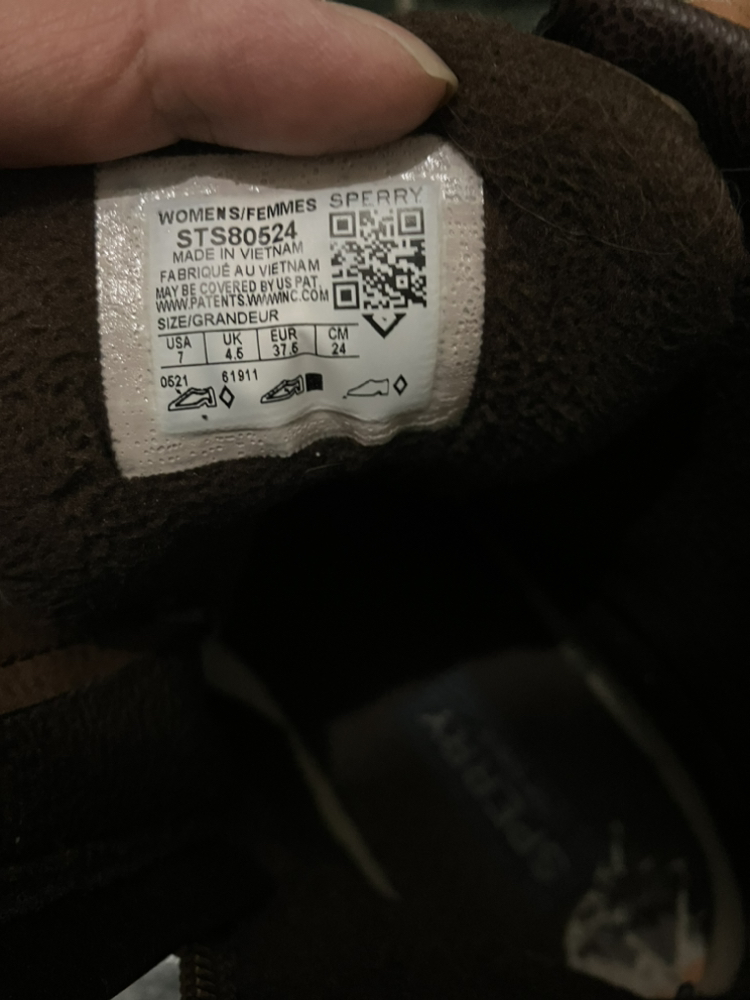 WOMENS/FEMMES SPERRY
STS80524
MADE IN VIETNAM
FABRIQUÉ AU VIETNAM
MAY BE COVERED BY US PAT.
WWW.PATENTS.WWWINC.COM
SIZE/GRANDEUR
USA UK EUR CM
7 4.5 37.5 24
0521 61911
SPERRY